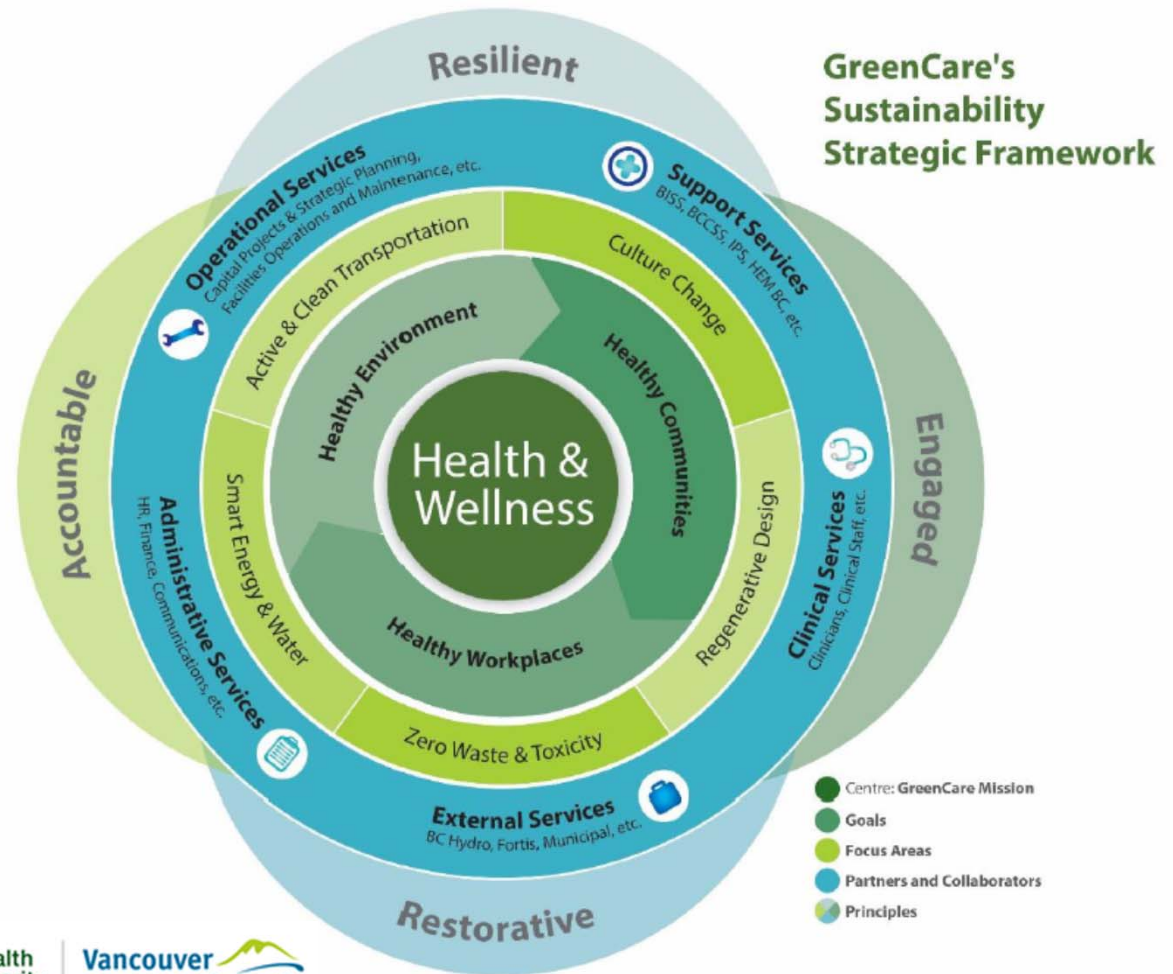 GreenCare's
Sustainability
Strategic Framework
Resilient
Engaged
Restorative
Accountable
Operational Services
Capital Projects & Strategic Planning,
Facilities Operations and Maintenance, etc.
Support Services
BISS, BCCSS, IPS, HEM BC, etc.
Clinical Services
Clinicians, Clinical Staff, etc.
External Services
BC Hydro, Fortis, Municipal, etc.
Administrative Services
HR, Finance, Communications, etc.
Active & Clean Transportation
Culture Change
Regenerative Design
Zero Waste & Toxicity
Smart Energy & Water
Healthy Environment
Healthy Communities
Healthy Workplaces
Health &
Wellness
Centre: GreenCare Mission
Goals
Focus Areas
Partners and Collaborators
Principles
Vancouver